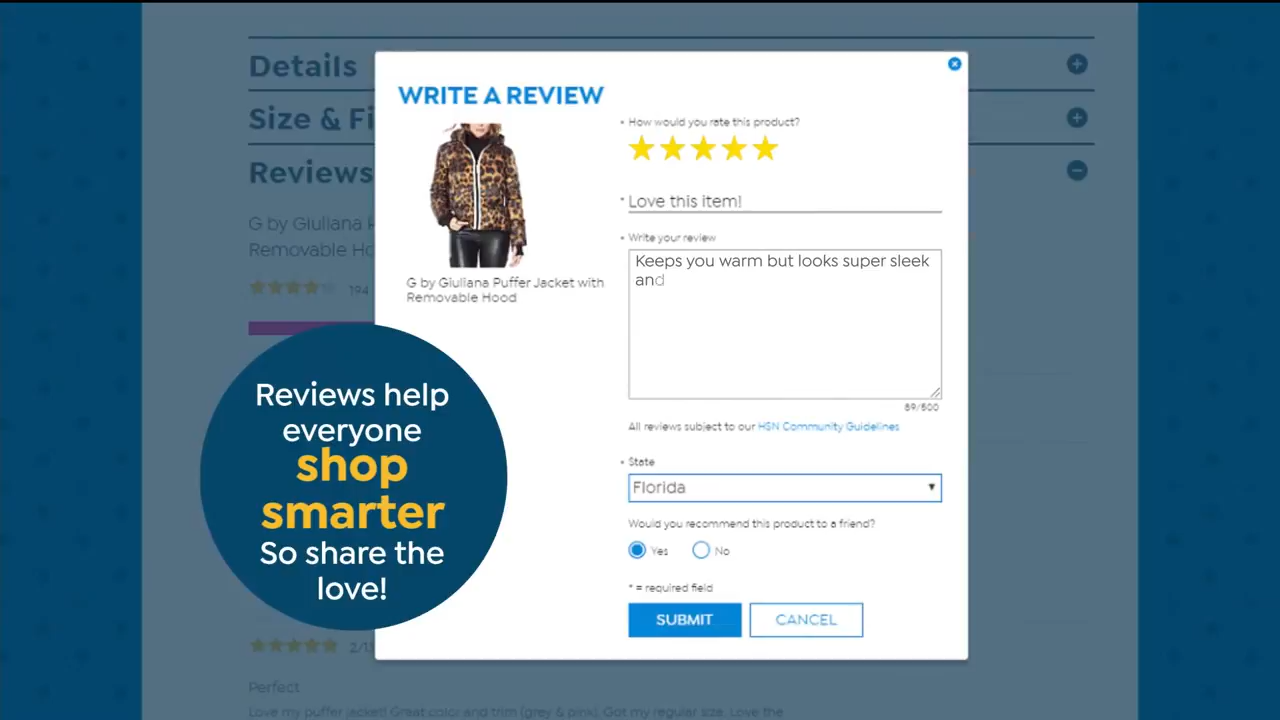 Details
Size & Fi
Reviews
G by Giuliana
Removable Ho
194
WRITE A REVIEW
G by Giuliana Puffer Jacket with
Removable Hood
* How would you rate this product?
* Love this item!
* Write your review
Keeps you warm but looks super sleek
and
59/500
All reviews subject to our HSN Community Guidelines
* State
Florida
Would you recommend this product to a friend?
Yes No
* = required field
SUBMIT CANCEL
Reviews help
everyone
shop
smarter
So share the
love!
Perfect
Love my puffer jacket! Great color and trim (grey & pink). Got my regular size. Love the